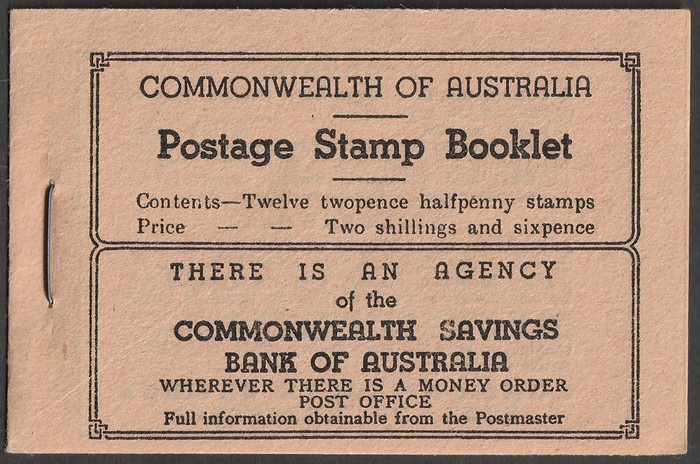 COMMONWEALTH OF AUSTRALIA
Postage Stamp Booklet
Contents—Twelve twopence halfpenny stamps
Price — — Two shillings and sixpence
THERE IS AN AGENCY
of the
COMMONWEALTH SAVINGS
BANK OF AUSTRALIA
WHEREVER THERE IS A MONEY ORDER
POST OFFICE
Full information obtainable from the Postmaster